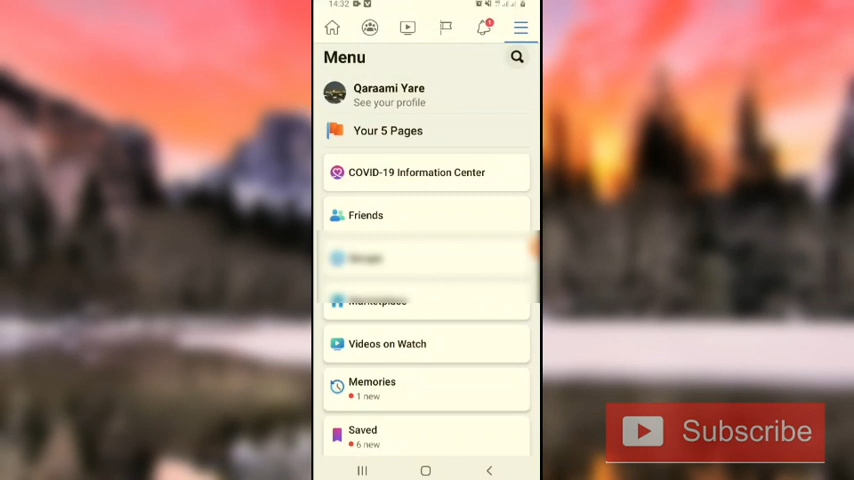 14:32
Menu
Qaraami Yare
See your profile
Your 5 Pages
COVID-19 Information Center
Friends
Marketplace
Videos on Watch
Memories
1 new
Saved
6 new
Subscribe